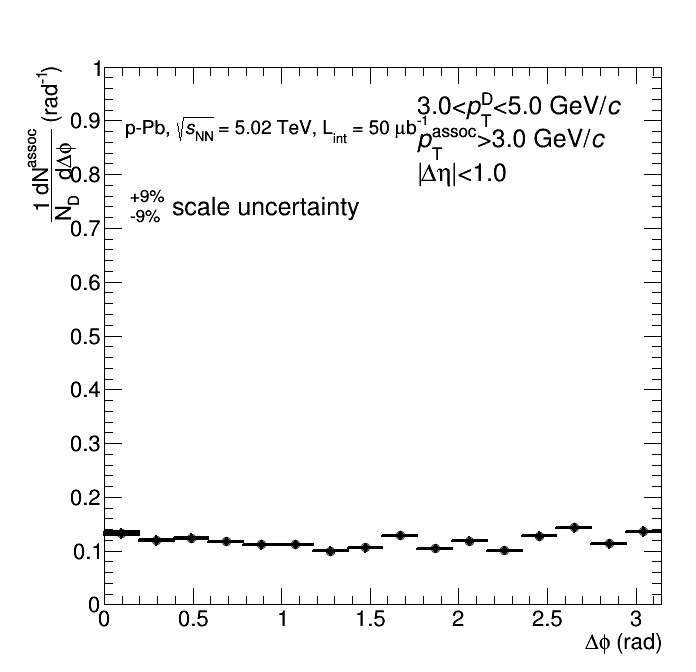 3.0<p_T^D<5.0 GeV/c
p-Pb, √s_NN = 5.02 TeV, L_int = 50 μb^-1
p_T^assoc>3.0 GeV/c
|Δη|<1.0
+9%
-9% scale uncertainty
1 dN^assoc
N_D dΔϕ (rad^-1)
1
0.9
0.8
0.7
0.6
0.5
0.4
0.3
0.2
0.1
0
0 0.5 1 1.5 2 2.5 3
Δϕ (rad)